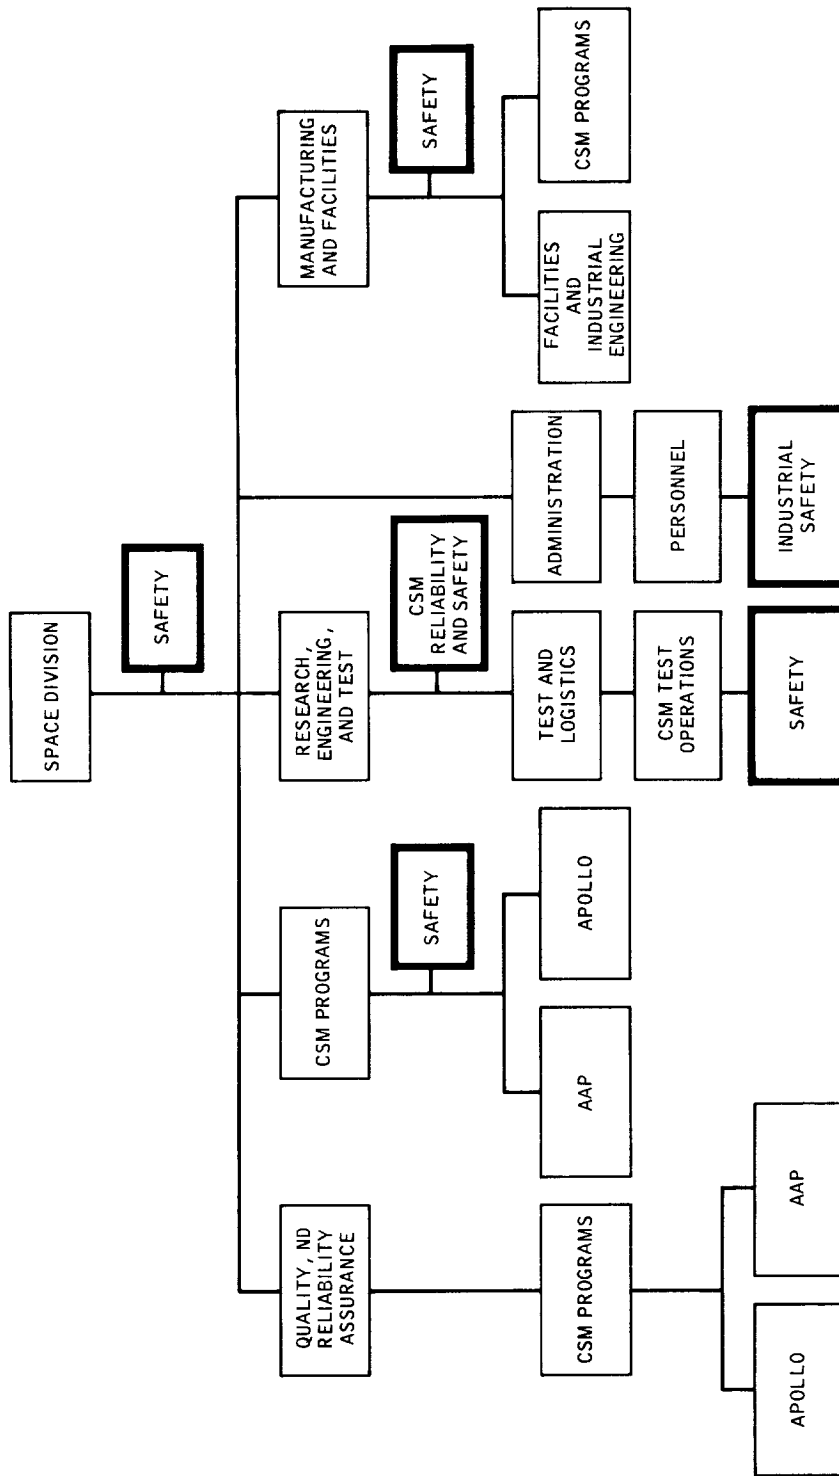 SPACE DIVISION
SAFETY
QUALITY, ND
RELIABILITY
ASSURANCE
CSM PROGRAMS
RESEARCH,
ENGINEERING,
AND TEST
MANUFACTURING
AND FACILITIES
SAFETY
CSM
RELIABILITY
AND SAFETY
SAFETY
CSM PROGRAMS
AAP
APOLLO
TEST AND
LOGISTICS
ADMINISTRATION
FACILITIES
AND
INDUSTRIAL
ENGINEERING
CSM PROGRAMS
CSM TEST
OPERATIONS
PERSONNEL
APOLLO
AAP
SAFETY
INDUSTRIAL
SAFETY